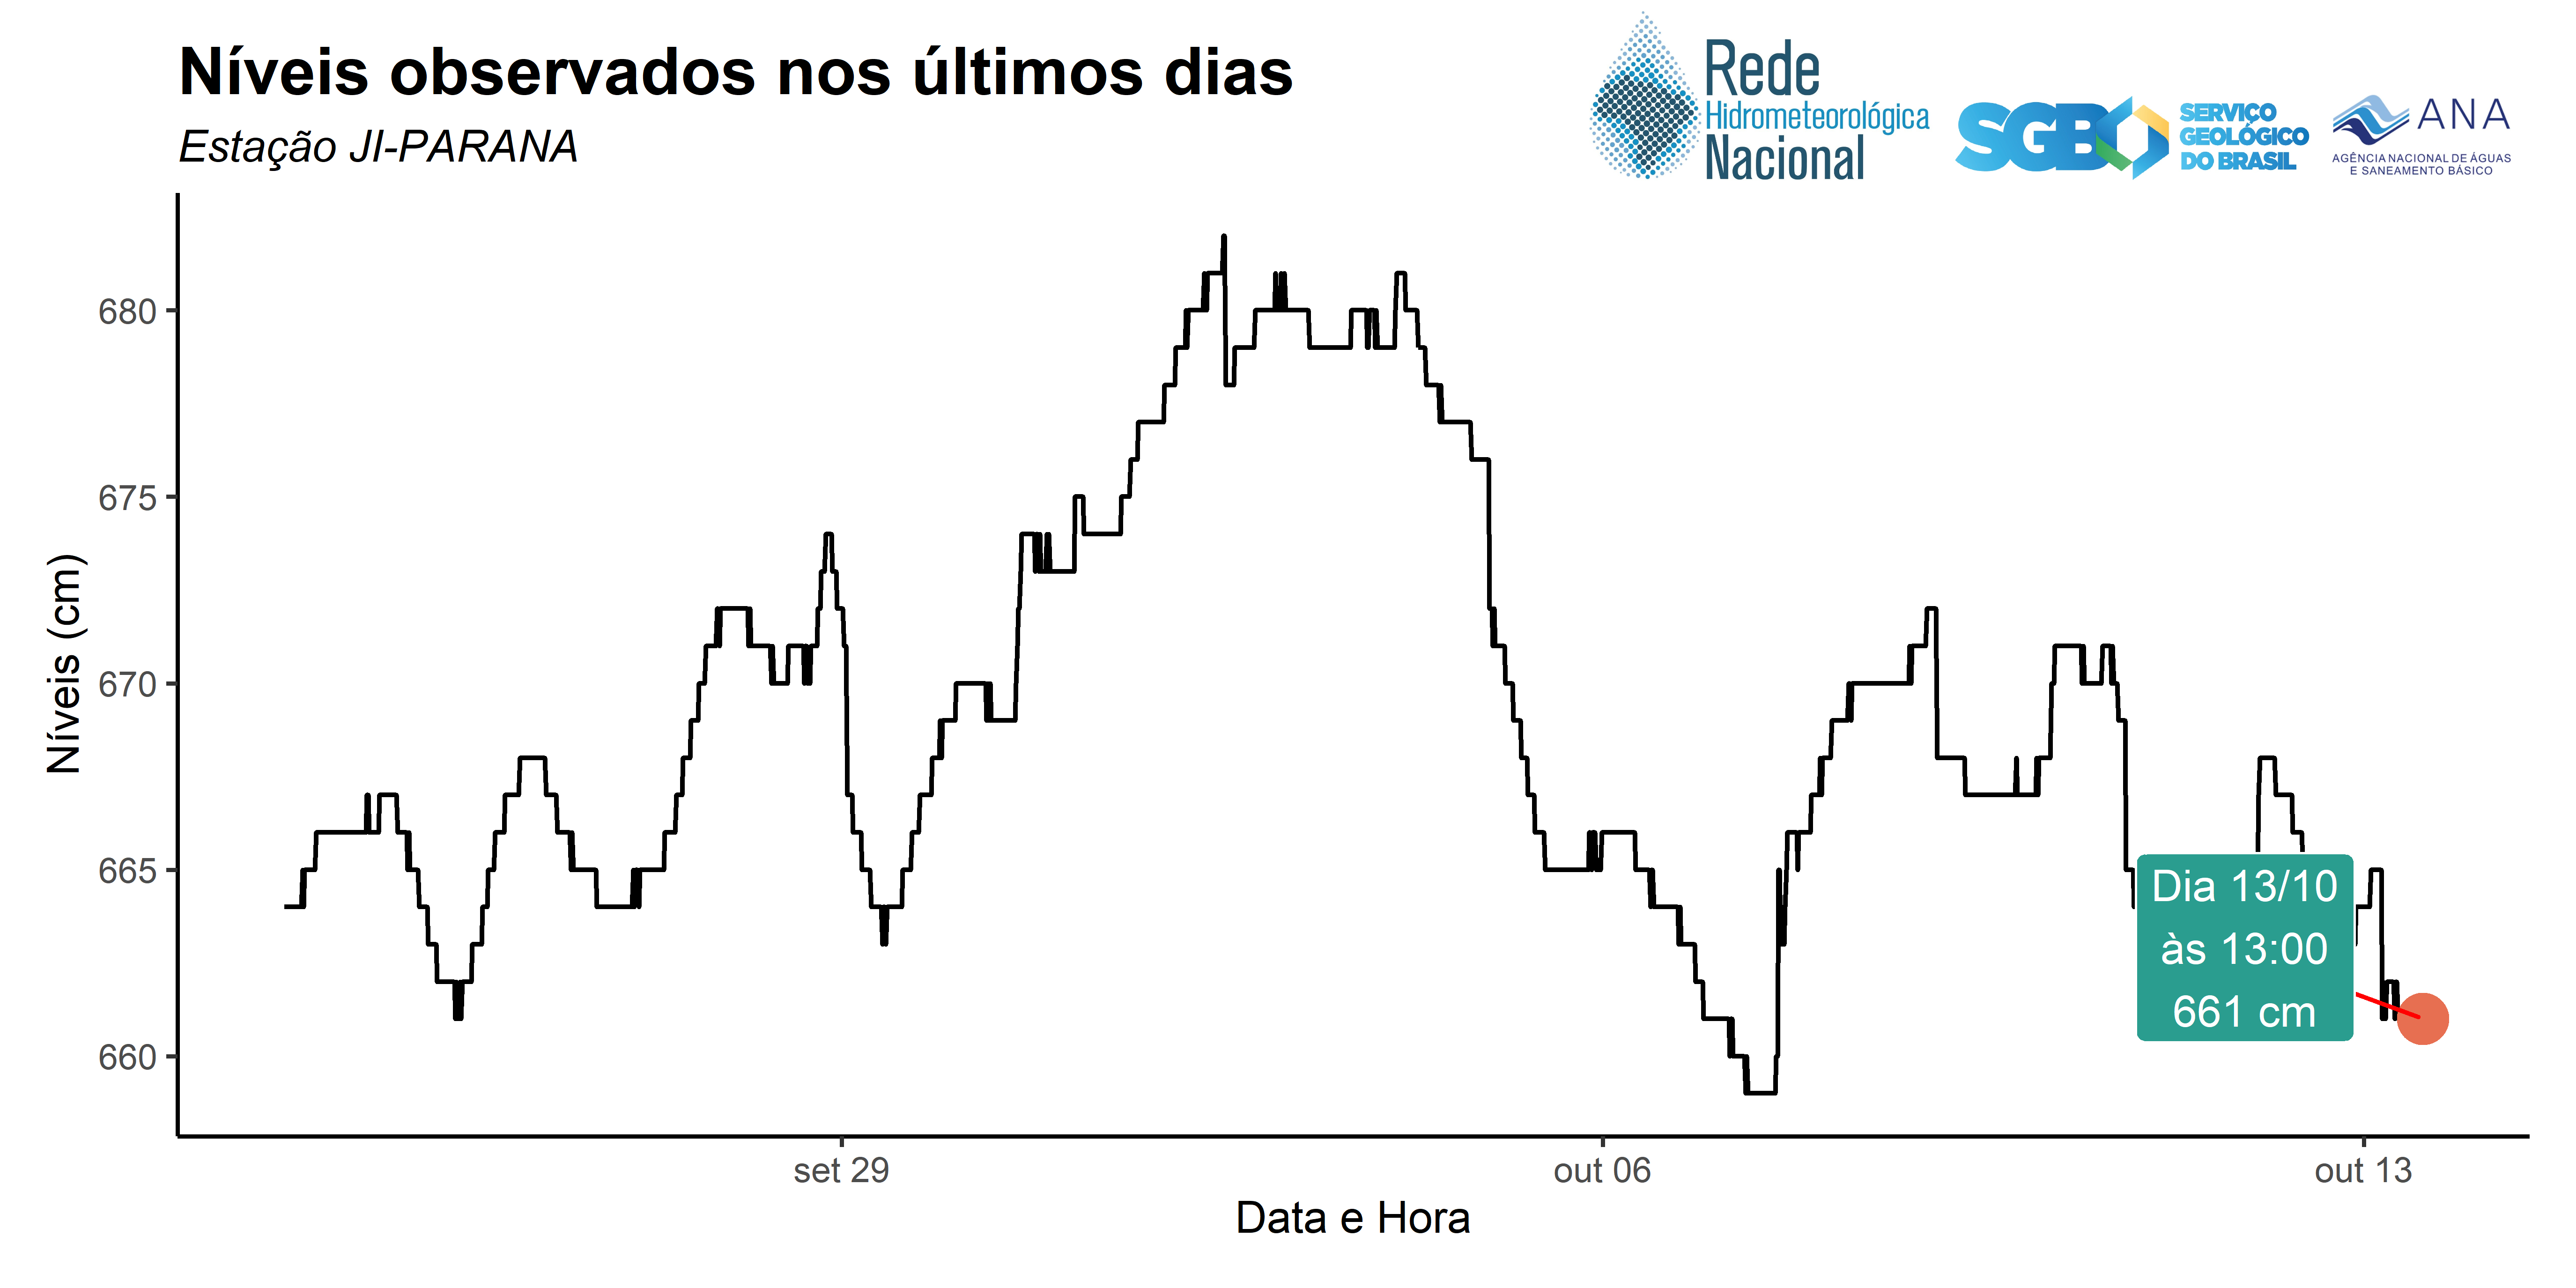 Níveis observados nos últimos dias
Estação JI-PARANA
Rede
Hidrometeorológica
Nacional
SGB
SERVIÇO
GEOLÓGICO
DO BRASIL
ANA
AGÊNCIA NACIONAL DE ÁGUAS
E SANEAMENTO BÁSICO
Níveis (cm)
680
675
670
665
660
Dia 13/10
às 13:00
661 cm
set 29
out 06
out 13
Data e Hora